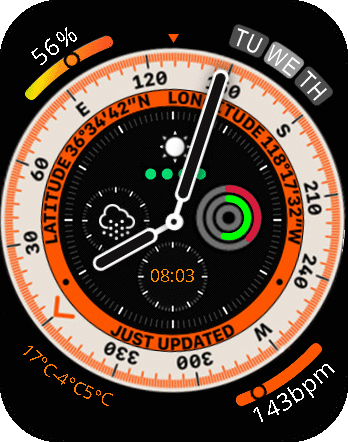 56%
TU WE TH
120
E
S
60
210
30
240
W
330
300
LATITUDE 36°34'42"N LONGITUDE 118°17'32"W
08:03
JUST UPDATED
17°C-4°C5°C
143bpm